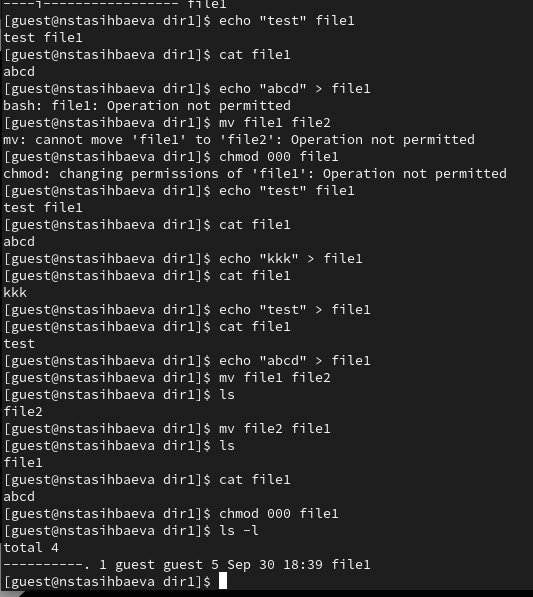 ----i----------------- file1
[guest@nstasihbaeva dir1]$ echo "test" file1
test file1
[guest@nstasihbaeva dir1]$ cat file1
abcd
[guest@nstasihbaeva dir1]$ echo "abcd" > file1
bash: file1: Operation not permitted
[guest@nstasihbaeva dir1]$ mv file1 file2
mv: cannot move 'file1' to 'file2': Operation not permitted
[guest@nstasihbaeva dir1]$ chmod 000 file1
chmod: changing permissions of 'file1': Operation not permitted
[guest@nstasihbaeva dir1]$ echo "test" file1
test file1
[guest@nstasihbaeva dir1]$ cat file1
abcd
[guest@nstasihbaeva dir1]$ echo "kkk" > file1
[guest@nstasihbaeva dir1]$ cat file1
kkk
[guest@nstasihbaeva dir1]$ echo "test" > file1
[guest@nstasihbaeva dir1]$ cat file1
test
[guest@nstasihbaeva dir1]$ echo "abcd" > file1
[guest@nstasihbaeva dir1]$ mv file1 file2
[guest@nstasihbaeva dir1]$ ls
file2
[guest@nstasihbaeva dir1]$ mv file2 file1
[guest@nstasihbaeva dir1]$ ls
file1
[guest@nstasihbaeva dir1]$ cat file1
abcd
[guest@nstasihbaeva dir1]$ chmod 000 file1
[guest@nstasihbaeva dir1]$ ls -l
total 4
----------. 1 guest guest 5 Sep 30 18:39 file1
[guest@nstasihbaeva dir1]$